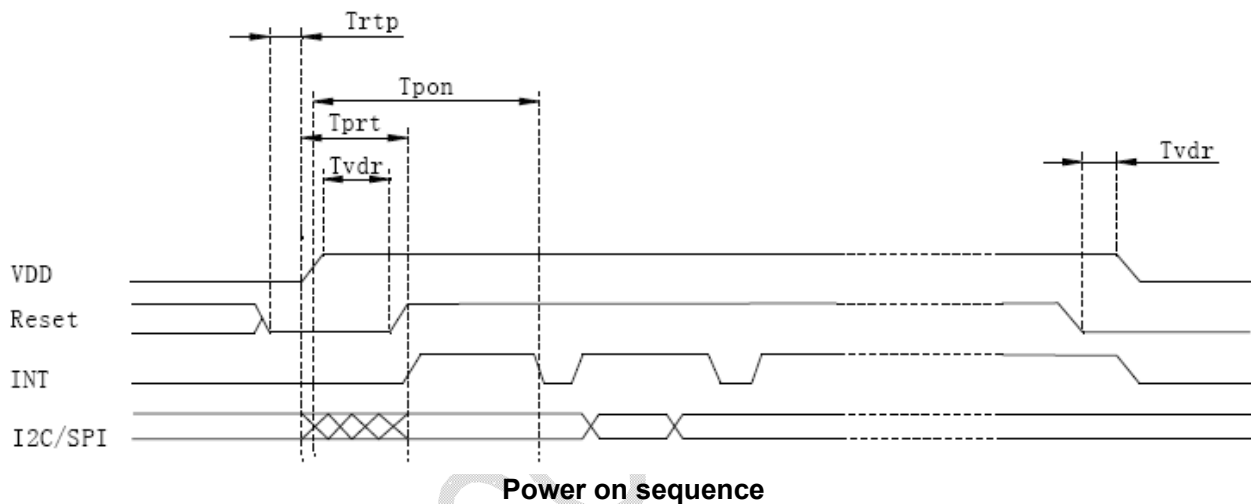 Trtp
Tpon
Tprt
Tvdr
Tvdr
VDD
Reset
INT
I2C/SPI
Power on sequence